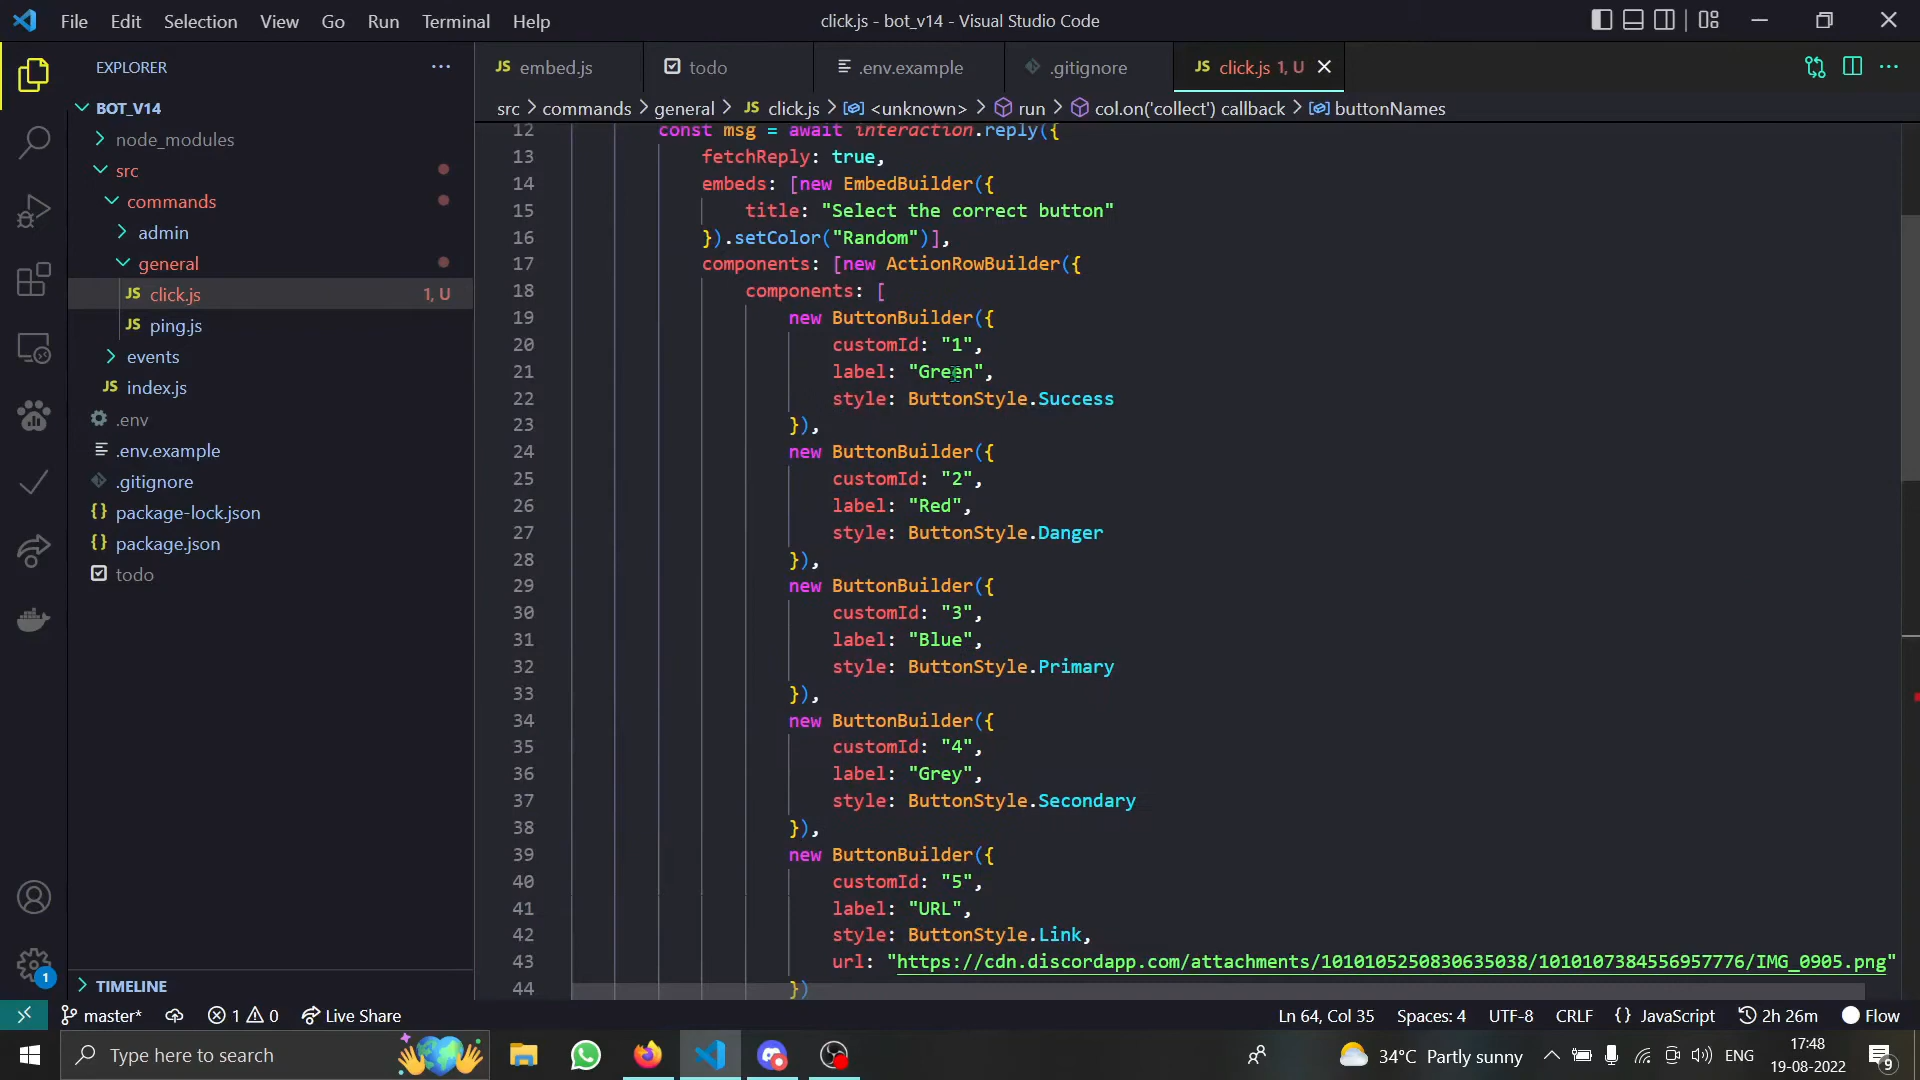 File Edit Selection View Go Run Terminal Help
click.js - bot_v14 - Visual Studio Code
EXPLORER
BOT_V14
node_modules
src
commands
admin
general
JS click.js 1, U
JS ping.js
events
JS index.js
.env
.env.example
.gitignore
{} package-lock.json
{} package.json
todo
TIMELINE
JS embed.js
todo
.env.example
.gitignore
JS click.js 1, U
src > commands > general > JS click.js > <unknown> > run > col.on('collect') callback > buttonNames
12 const msg = await interaction.reply({
13 fetchReply: true,
14 embeds: [new EmbedBuilder({
15 title: "Select the correct button"
16 }).setColor("Random")],
17 components: [new ActionRowBuilder({
18 components: [
19 new ButtonBuilder({
20 customId: "1",
21 label: "Green",
22 style: ButtonStyle.Success
23 }),
24 new ButtonBuilder({
25 customId: "2",
26 label: "Red",
27 style: ButtonStyle.Danger
28 }),
29 new ButtonBuilder({
30 customId: "3",
31 label: "Blue",
32 style: ButtonStyle.Primary
33 }),
34 new ButtonBuilder({
35 customId: "4",
36 label: "Grey",
37 style: ButtonStyle.Secondary
38 }),
39 new ButtonBuilder({
40 customId: "5",
41 label: "URL",
42 style: ButtonStyle.Link,
43 url: "https://cdn.discordapp.com/attachments/1010105250830635038/1010107384556957776/IMG_0905.png"
44 })
1
master* 1 0 Live Share
Ln 64, Col 35 Spaces: 4 UTF-8 CRLF {} JavaScript 2h 26m Flow
Type here to search
34°C Partly sunny
ENG
17:48
19-08-2022
9